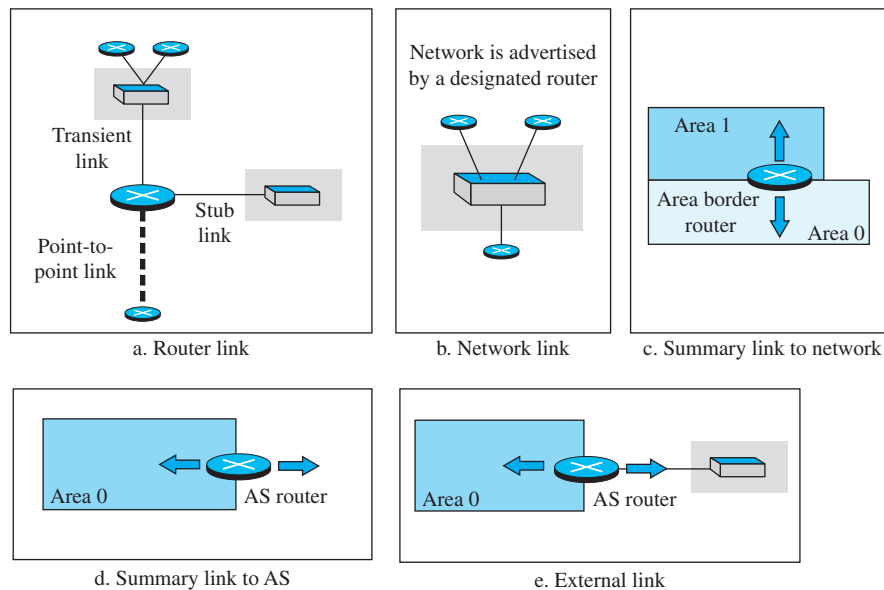 Transient
link
Stub
link
Point-to-
point link
a. Router link
Network is advertised
by a designated router
b. Network link
Area 1
Area border
router
Area 0
c. Summary link to network
Area 0
AS router
d. Summary link to AS
Area 0
AS router
e. External link